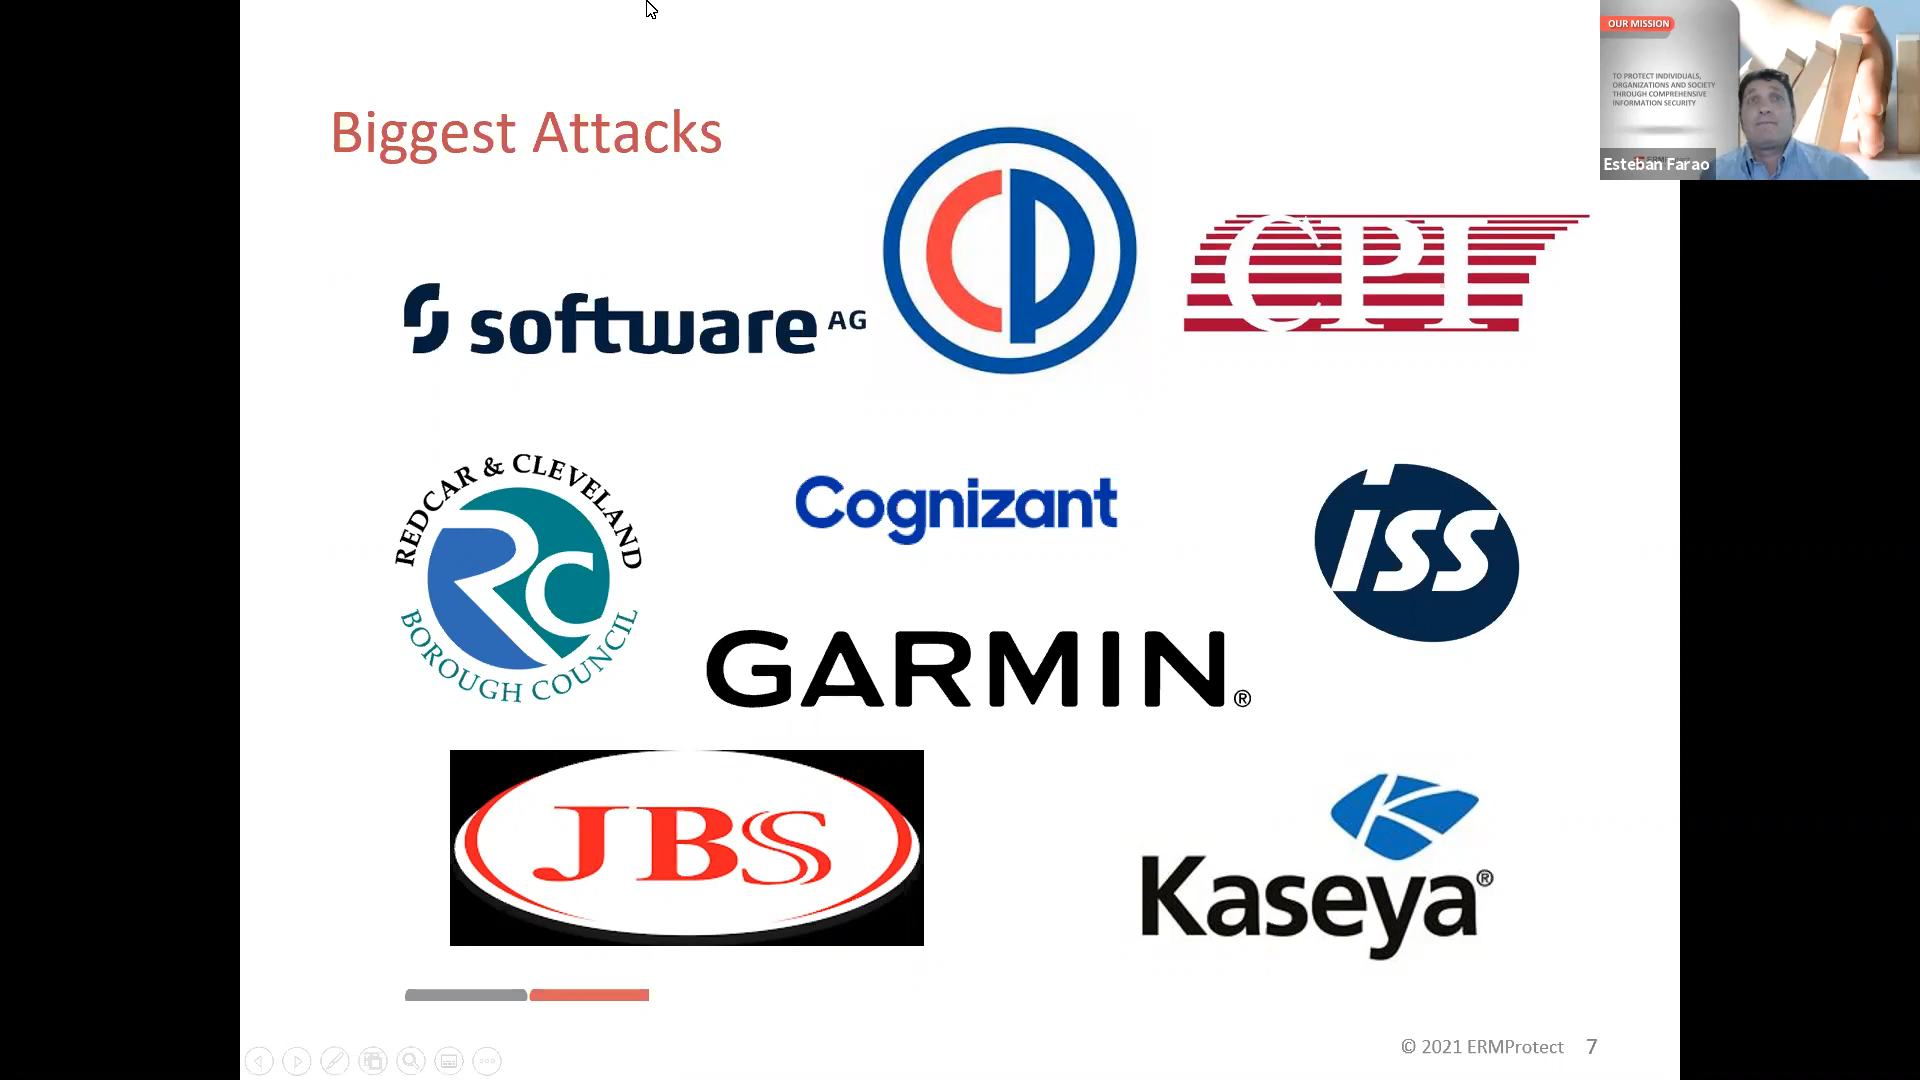 OUR MISSION
TO PROTECT INDIVIDUALS,
ORGANIZATIONS AND SOCIETY
THROUGH COMPREHENSIVE
INFORMATION SECURITY
Esteban Farao
Biggest Attacks
software AG
CP
CPI
REDCAR & CLEVELAND
RC
BOROUGH COUNCIL
Cognizant
ISS
GARMIN®
JBS
Kaseya®
© 2021 ERMProtect 7